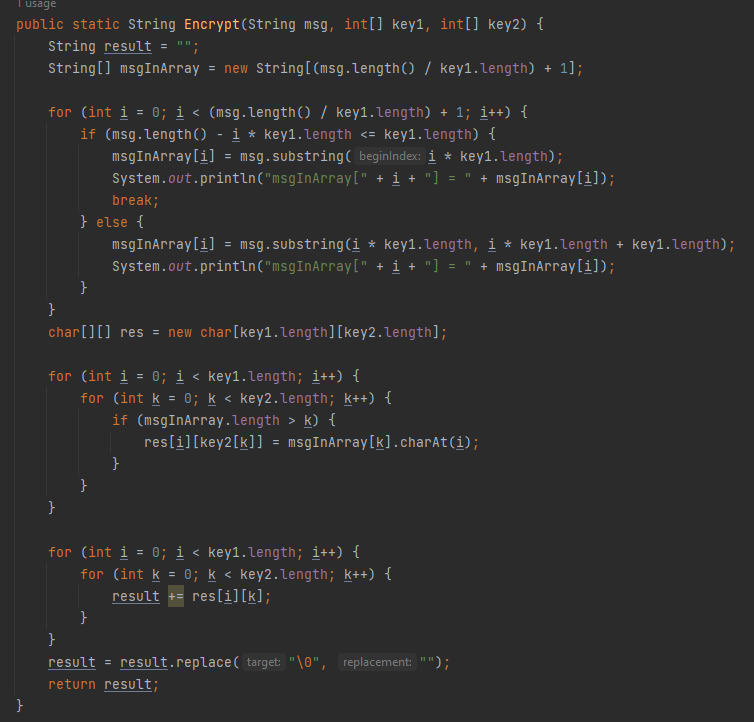 1 usage
public static String Encrypt(String msg, int[] key1, int[] key2) {
    String result = "";
    String[] msgInArray = new String[(msg.length() / key1.length) + 1];

    for (int i = 0; i < (msg.length() / key1.length) + 1; i++) {
        if (msg.length() - i * key1.length <= key1.length) {
            msgInArray[i] = msg.substring( beginIndex: i * key1.length);
            System.out.println("msgInArray[" + i + "] = " + msgInArray[i]);
            break;
        } else {
            msgInArray[i] = msg.substring(i * key1.length, i * key1.length + key1.length);
            System.out.println("msgInArray[" + i + "] = " + msgInArray[i]);
        }
    }
    char[][] res = new char[key1.length][key2.length];

    for (int i = 0; i < key1.length; i++) {
        for (int k = 0; k < key2.length; k++) {
            if (msgInArray.length > k) {
                res[i][key2[k]] = msgInArray[k].charAt(i);
            }
        }
    }

    for (int i = 0; i < key1.length; i++) {
        for (int k = 0; k < key2.length; k++) {
            result += res[i][k];
        }
    }
    result = result.replace( target: "\0", replacement: "");
    return result;
}